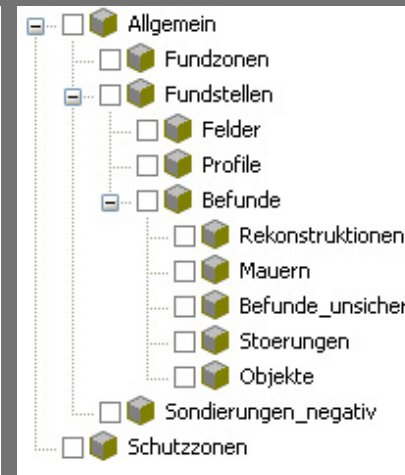 Allgemein
Fundzonen
Fundstellen
Felder
Profile
Befunde
Rekonstruktionen
Mauern
Befunde_unsicher
Stoerungen
Objekte
Sondierungen_negativ
Schutzzonen